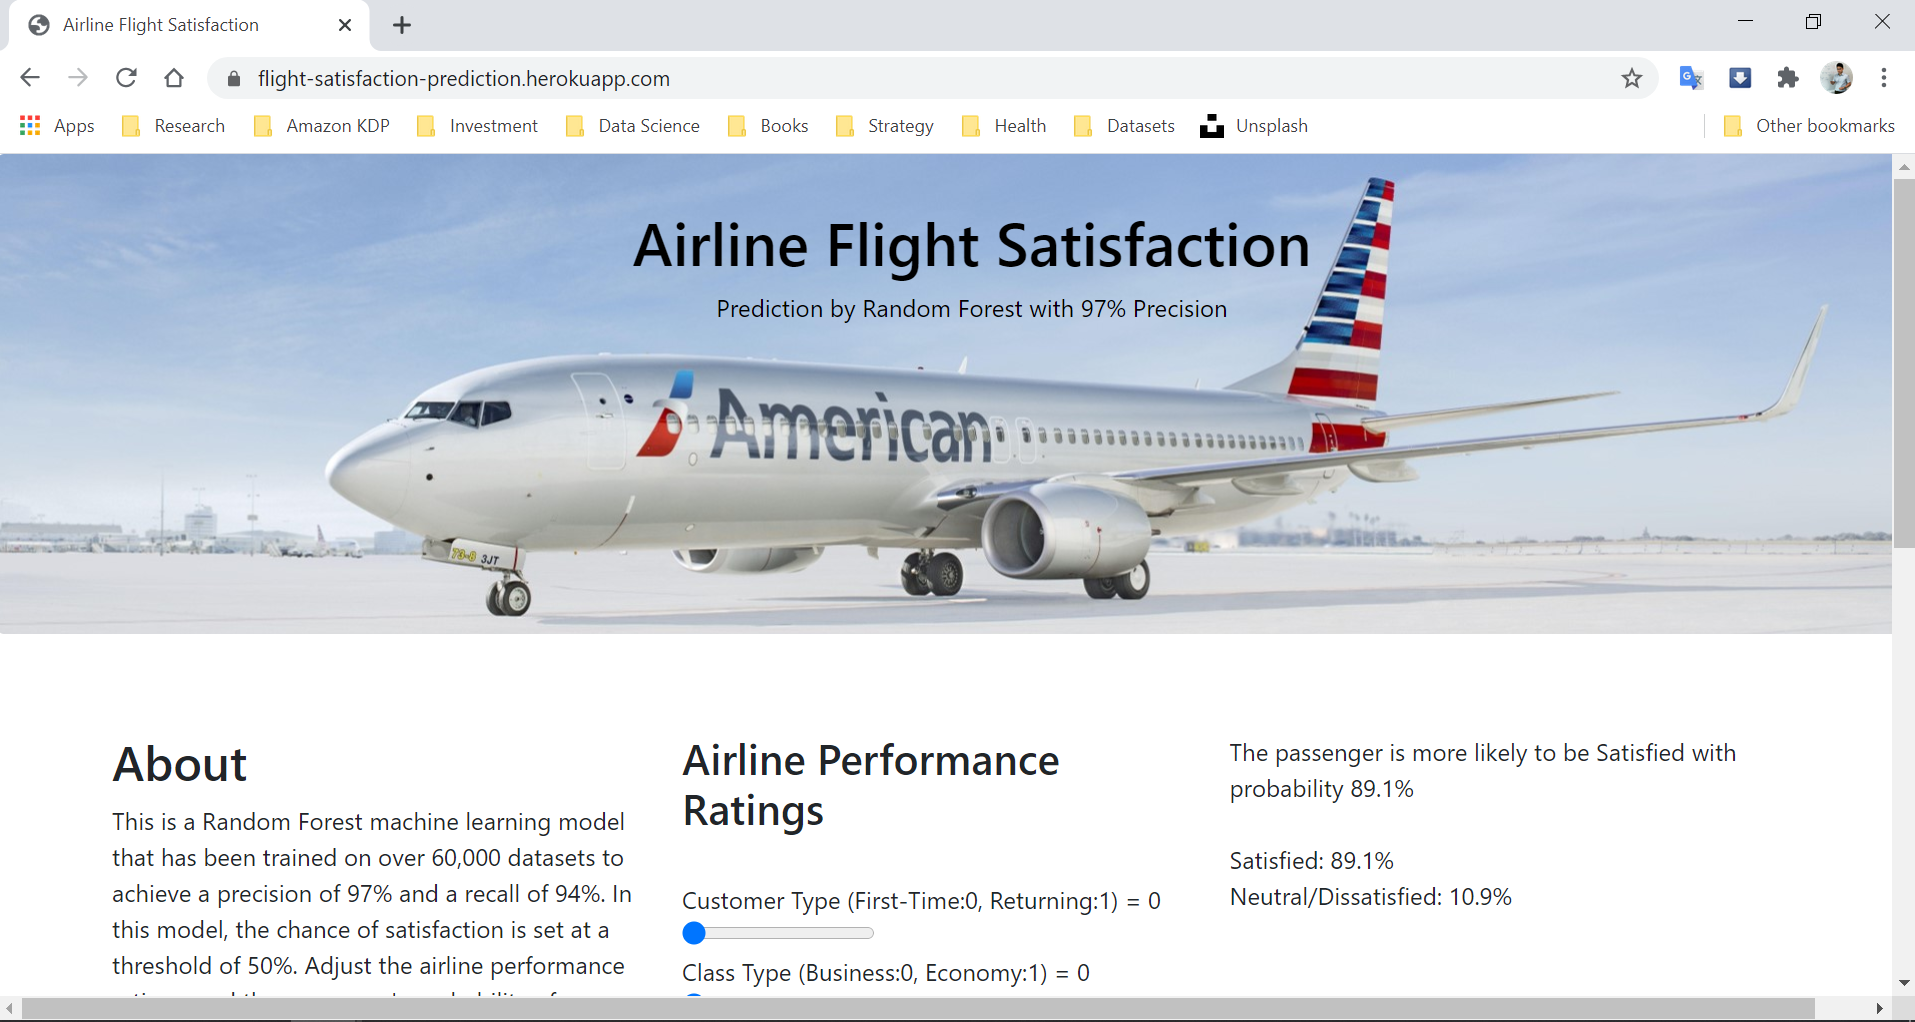 Airline Flight Satisfaction
flight-satisfaction-prediction.herokuapp.com
Apps
Research
Amazon KDP
Investment
Data Science
Books
Strategy
Health
Datasets
Unsplash
Other bookmarks
Airline Flight Satisfaction
Prediction by Random Forest with 97% Precision
American
73-8 3JT
About
This is a Random Forest machine learning model
that has been trained on over 60,000 datasets to
achieve a precision of 97% and a recall of 94%. In
this model, the chance of satisfaction is set at a
threshold of 50%. Adjust the airline performance
Airline Performance
Ratings
Customer Type (First-Time:0, Returning:1) = 0
Class Type (Business:0, Economy:1) = 0
The passenger is more likely to be Satisfied with
probability 89.1%
Satisfied: 89.1%
Neutral/Dissatisfied: 10.9%